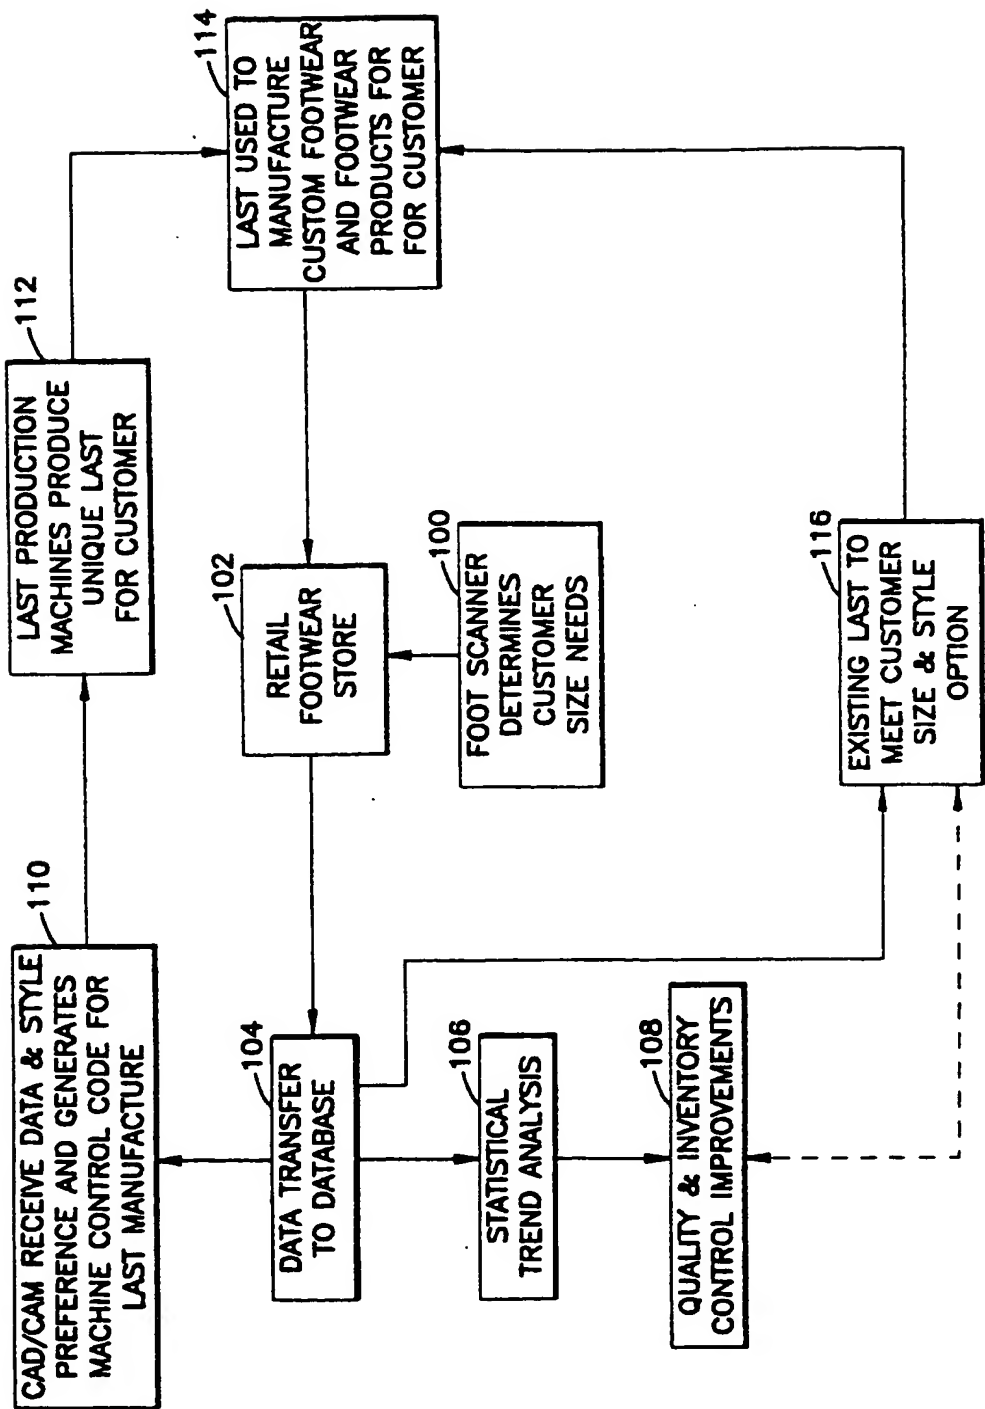 110
CAD/CAM RECEIVE DATA & STYLE
PREFERENCE AND GENERATES
MACHINE CONTROL CODE FOR
LAST MANUFACTURE
112
LAST PRODUCTION
MACHINES PRODUCE
UNIQUE LAST
FOR CUSTOMER
114
LAST USED TO
MANUFACTURE
CUSTOM FOOTWEAR
AND FOOTWEAR
PRODUCTS FOR
FOR CUSTOMER
104
DATA TRANSFER
TO DATABASE
102
RETAIL
FOOTWEAR
STORE
106
STATISTICAL
TREND ANALYSIS
100
FOOT SCANNER
DETERMINES
CUSTOMER
SIZE NEEDS
108
QUALITY & INVENTORY
CONTROL IMPROVEMENTS
116
EXISTING LAST TO
MEET CUSTOMER
SIZE & STYLE
OPTION